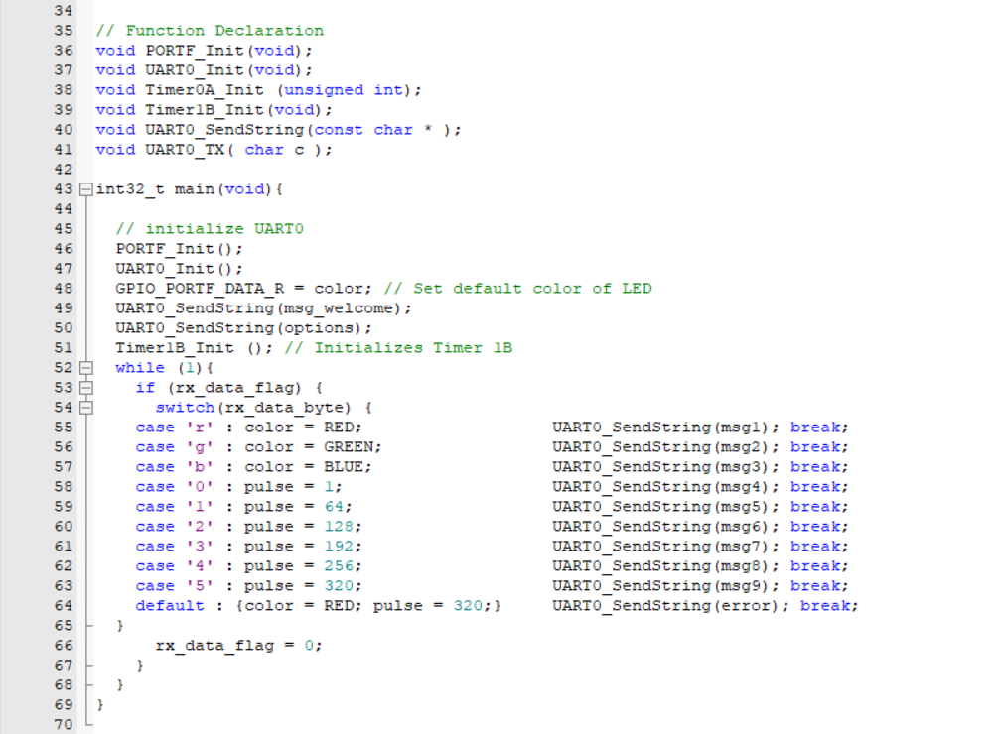 34
35 // Function Declaration
36 void PORTF_Init(void);
37 void UART0_Init(void);
38 void Timer0A_Init (unsigned int);
39 void Timer1B_Init(void);
40 void UART0_SendString(const char * );
41 void UART0_TX( char c );
42
43 int32_t main(void){
44
45 // initialize UART0
46 PORTF_Init();
47 UART0_Init();
48 GPIO_PORTF_DATA_R = color; // Set default color of LED
49 UART0_SendString(msg_welcome);
50 UART0_SendString(options);
51 Timer1B_Init (); // Initializes Timer 1B
52 while (1){
53 if (rx_data_flag) {
54 switch(rx_data_byte) {
55 case 'r' : color = RED; UART0_SendString(msg1); break;
56 case 'g' : color = GREEN; UART0_SendString(msg2); break;
57 case 'b' : color = BLUE; UART0_SendString(msg3); break;
58 case '0' : pulse = 1; UART0_SendString(msg4); break;
59 case '1' : pulse = 64; UART0_SendString(msg5); break;
60 case '2' : pulse = 128; UART0_SendString(msg6); break;
61 case '3' : pulse = 192; UART0_SendString(msg7); break;
62 case '4' : pulse = 256; UART0_SendString(msg8); break;
63 case '5' : pulse = 320; UART0_SendString(msg9); break;
64 default : {color = RED; pulse = 320;} UART0_SendString(error); break;
65 }
66 rx_data_flag = 0;
67 }
68 }
69 }
70